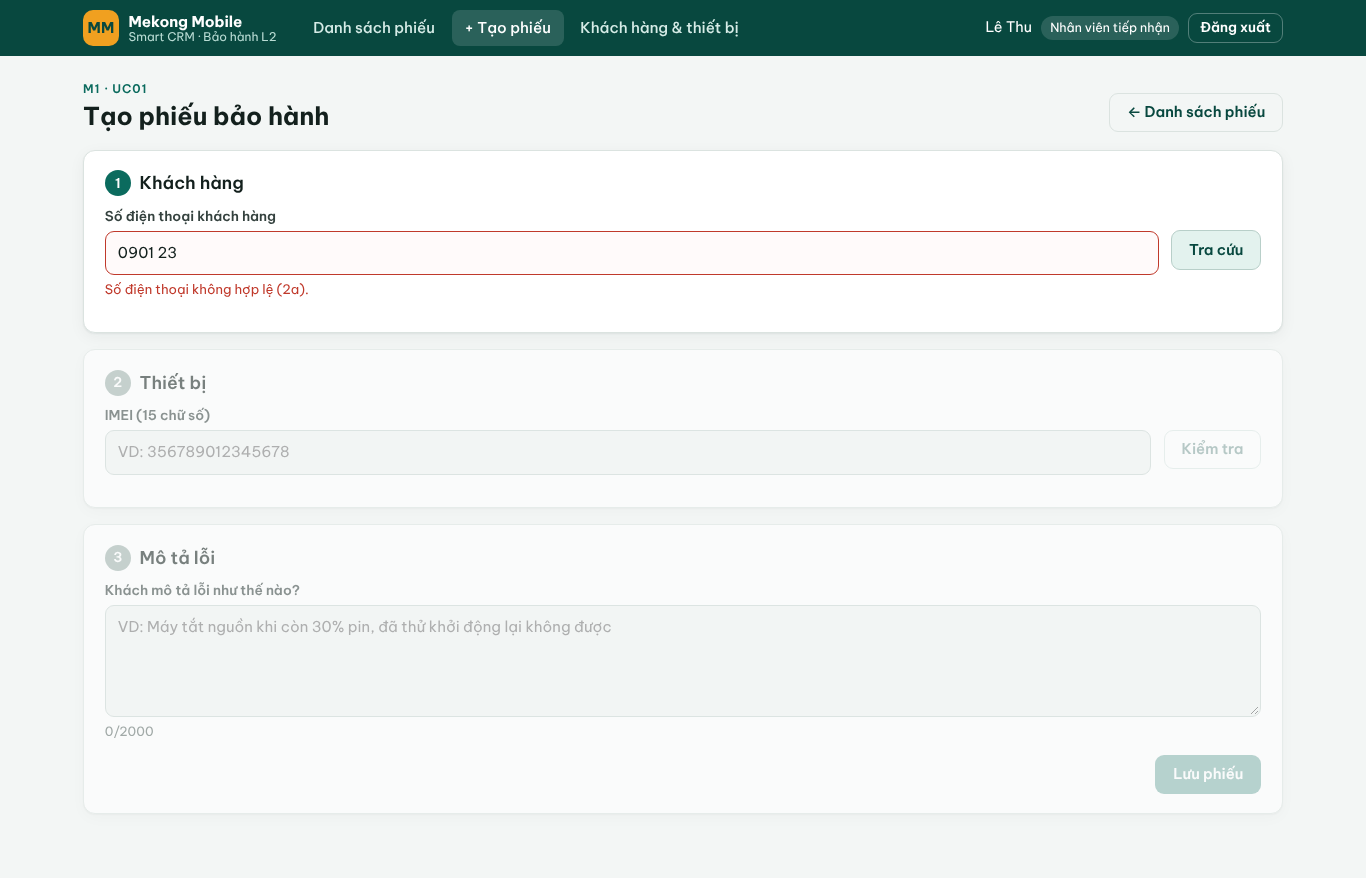 MM
Mekong Mobile
Smart CRM · Bảo hành L2
Danh sách phiếu
+ Tạo phiếu
Khách hàng & thiết bị
Lê Thu
Nhân viên tiếp nhận
Đăng xuất
M1 · UC01
Tạo phiếu bảo hành
← Danh sách phiếu
1 Khách hàng
Số điện thoại khách hàng
0901 23
Tra cứu
Số điện thoại không hợp lệ (2a).
2 Thiết bị
IMEI (15 chữ số)
VD: 356789012345678
Kiểm tra
3 Mô tả lỗi
Khách mô tả lỗi như thế nào?
VD: Máy tắt nguồn khi còn 30% pin, đã thử khởi động lại không được
0/2000
Lưu phiếu